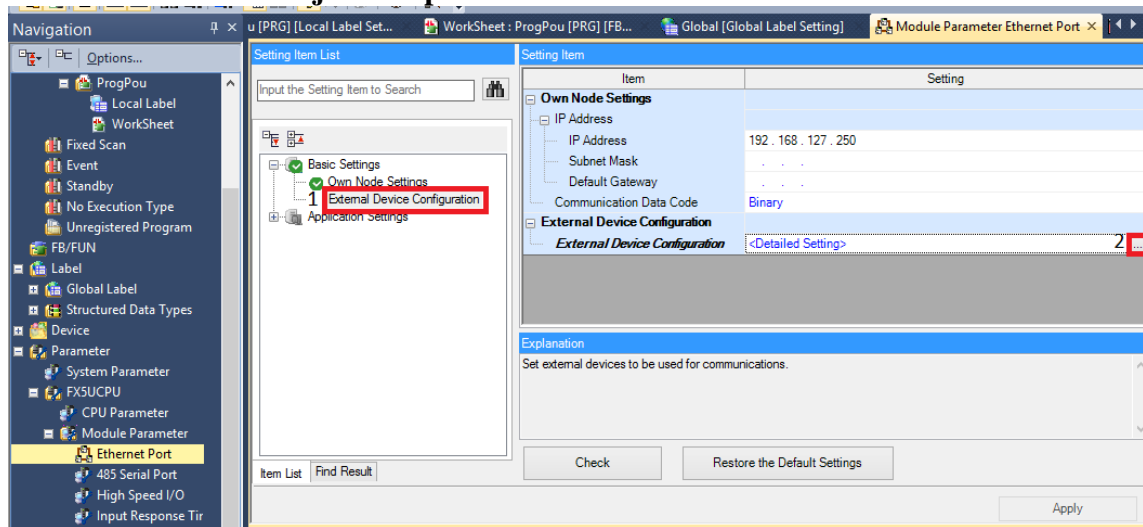 Navigation
Options...
ProgPou
Local Label
WorkSheet
Fixed Scan
Event
Standby
No Execution Type
Unregistered Program
FB/FUN
Label
Global Label
Structured Data Types
Device
Parameter
System Parameter
FX5UCPU
CPU Parameter
Module Parameter
Ethernet Port
485 Serial Port
High Speed I/O
Input Response Tir
u [PRG] [Local Label Set...
WorkSheet : ProgPou [PRG] [FB...
Global [Global Label Setting]
Module Parameter Ethernet Port
Setting Item List
Input the Setting Item to Search
Basic Settings
Own Node Settings
1 External Device Configuration
Application Settings
Item List Find Result
Setting Item
Item Setting
Own Node Settings
IP Address
IP Address 192 . 168 . 127 . 250
Subnet Mask . . .
Default Gateway . . .
Communication Data Code Binary
External Device Configuration
External Device Configuration <Detailed Setting> 2 ...
Explanation
Set external devices to be used for communications.
Check Restore the Default Settings
Apply